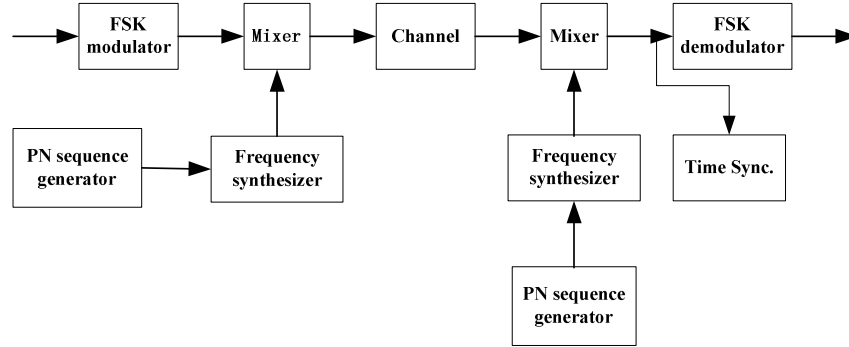 FSK
modulator
Mixer
Channel
Mixer
FSK
demodulator
PN sequence
generator
Frequency
synthesizer
Frequency
synthesizer
Time Sync.
PN sequence
generator